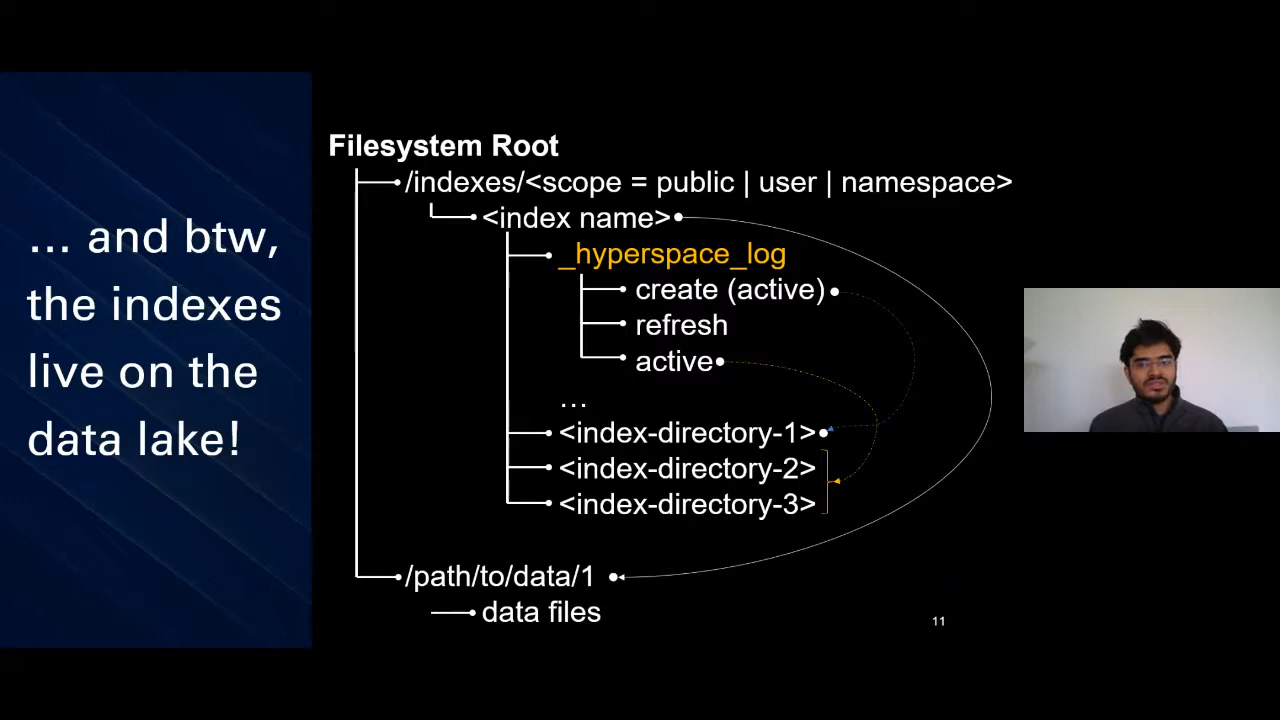 ... and btw,
the indexes
live on the
data lake!
Filesystem Root
/indexes/<scope = public | user | namespace>
<index name>
_hyperspace_log
create (active)
refresh
active
...
<index-directory-1>
<index-directory-2>
<index-directory-3>
/path/to/data/1
data files
11